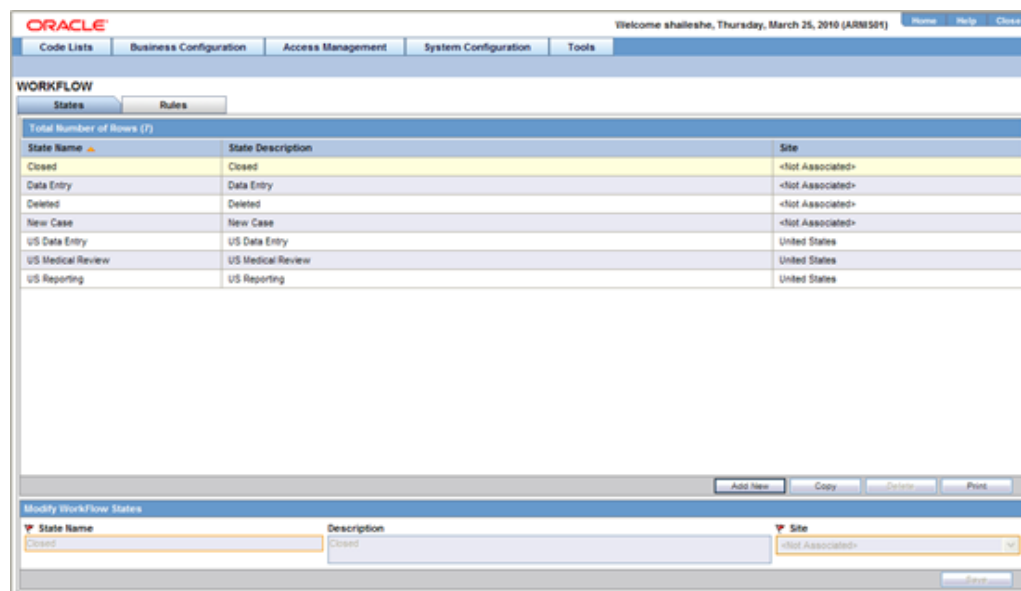 ORACLE
Welcome shaileshe, Thursday, March 25, 2010 (ARMIS01) Home Help Close
Code Lists Business Configuration Access Management System Configuration Tools
WORKFLOW
States Rules
Total Number of Rows (7)
State Name State Description Site
Closed Closed <Not Associated>
Data Entry Data Entry <Not Associated>
Deleted Deleted <Not Associated>
New Case New Case <Not Associated>
US Data Entry US Data Entry United States
US Medical Review US Medical Review United States
US Reporting US Reporting United States
Add New Copy Delete Print
Modify WorkFlow States
State Name Description Site
Closed Closed <Not Associated>
Save